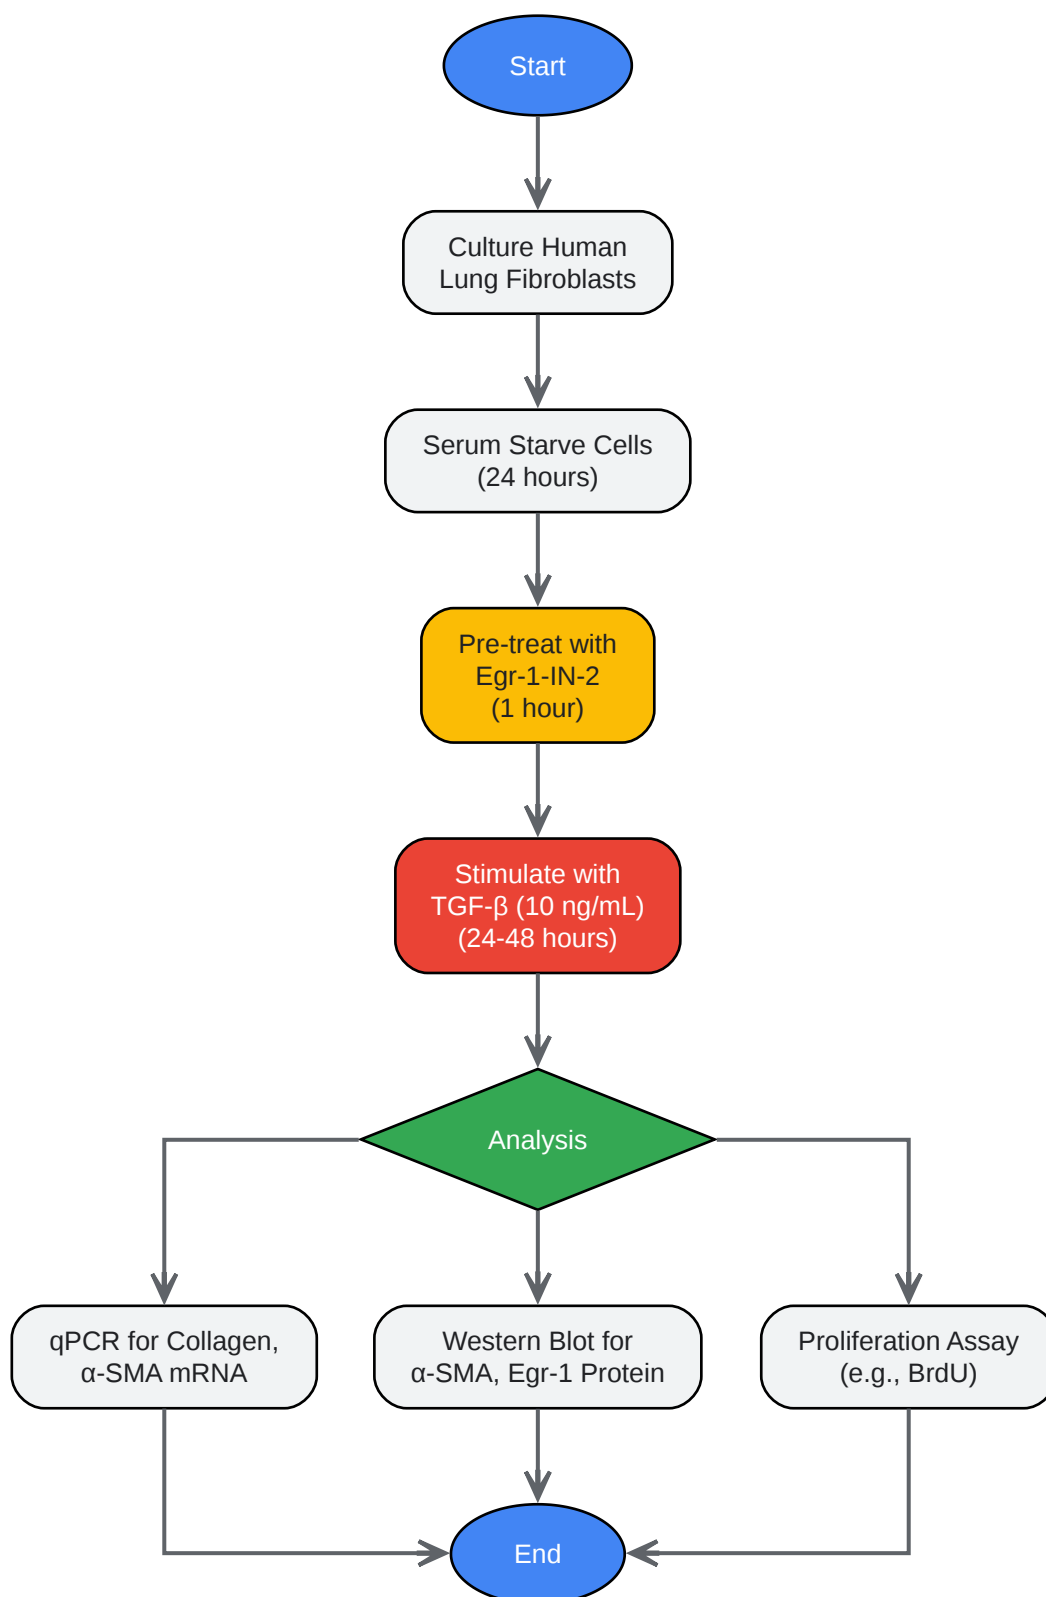 Start
Culture Human
Lung Fibroblasts
Serum Starve Cells
(24 hours)
Pre-treat with
Egr-1-IN-2
(1 hour)
Stimulate with
TGF-β (10 ng/mL)
(24-48 hours)
Analysis
qPCR for Collagen,
α-SMA mRNA
Western Blot for
α-SMA, Egr-1 Protein
Proliferation Assay
(e.g., BrdU)
End